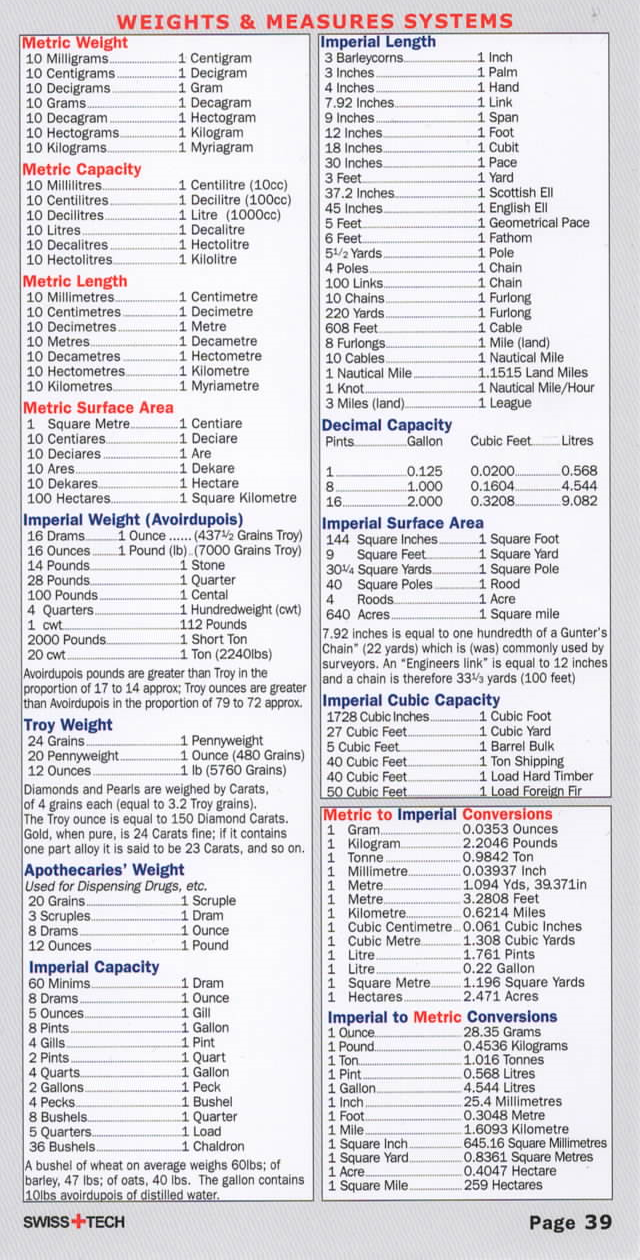 WEIGHTS & MEASURES SYSTEMS
Metric Weight
10 Milligrams 1 Centigram
10 Centigrams 1 Decigram
10 Decigrams 1 Gram
10 Grams 1 Decagram
10 Decagram 1 Hectogram
10 Hectograms 1 Kilogram
10 Kilograms 1 Myriagram
Metric Capacity
10 Millilitres 1 Centilitre (10cc)
10 Centilitres 1 Decilitre (100cc)
10 Decilitres 1 Litre (1000cc)
10 Litres 1 Decalitre
10 Decalitres 1 Hectolitre
10 Hectolitres 1 Kilolitre
Metric Length
10 Millimetres 1 Centimetre
10 Centimetres 1 Decimetre
10 Decimetres 1 Metre
10 Metres 1 Decametre
10 Decametres 1 Hectometre
10 Hectometres 1 Kilometre
10 Kilometres 1 Myriametre
Metric Surface Area
1 Square Metre 1 Centiare
10 Centiares 1 Deciare
10 Deciares 1 Are
10 Ares 1 Dekare
10 Dekares 1 Hectare
100 Hectares 1 Square Kilometre
Imperial Weight (Avoirdupois)
16 Drams 1 Ounce ...... (437½ Grains Troy)
16 Ounces 1 Pound (lb) .. (7000 Grains Troy)
14 Pounds 1 Stone
28 Pounds 1 Quarter
100 Pounds 1 Cental
4 Quarters 1 Hundredweight (cwt)
1 cwt 112 Pounds
2000 Pounds 1 Short Ton
20 cwt 1 Ton (2240lbs)
Avoirdupois pounds are greater than Troy in the
proportion of 17 to 14 approx; Troy ounces are greater
than Avoirdupois in the proportion of 79 to 72 approx.
Troy Weight
24 Grains 1 Pennyweight
20 Pennyweight 1 Ounce (480 Grains)
12 Ounces 1 lb (5760 Grains)
Diamonds and Pearls are weighed by Carats,
of 4 grains each (equal to 3.2 Troy grains).
The Troy ounce is equal to 150 Diamond Carats.
Gold, when pure, is 24 Carats fine; if it contains
one part alloy it is said to be 23 Carats, and so on.
Apothecaries' Weight
Used for Dispensing Drugs, etc.
20 Grains 1 Scruple
3 Scruples 1 Dram
8 Drams 1 Ounce
12 Ounces 1 Pound
Imperial Capacity
60 Minims 1 Dram
8 Drams 1 Ounce
5 Ounces 1 Gill
8 Pints 1 Gallon
4 Gills 1 Pint
2 Pints 1 Quart
4 Quarts 1 Gallon
2 Gallons 1 Peck
4 Pecks 1 Bushel
8 Bushels 1 Quarter
5 Quarters 1 Load
36 Bushels 1 Chaldron
A bushel of wheat on average weighs 60lbs; of
barley, 47 lbs; of oats, 40 lbs. The gallon contains
10lbs avoirdupois of distilled water.
Imperial Length
3 Barleycorns 1 Inch
3 Inches 1 Palm
4 Inches 1 Hand
7.92 Inches 1 Link
9 Inches 1 Span
12 Inches 1 Foot
18 Inches 1 Cubit
30 Inches 1 Pace
3 Feet 1 Yard
37.2 Inches 1 Scottish Ell
45 Inches 1 English Ell
5 Feet 1 Geometrical Pace
6 Feet 1 Fathom
5½ Yards 1 Pole
4 Poles 1 Chain
100 Links 1 Chain
10 Chains 1 Furlong
220 Yards 1 Furlong
608 Feet 1 Cable
8 Furlongs 1 Mile (land)
10 Cables 1 Nautical Mile
1 Nautical Mile 1.1515 Land Miles
1 Knot 1 Nautical Mile/Hour
3 Miles (land) 1 League
Decimal Capacity
Pints Gallon Cubic Feet Litres
1 0.125 0.0200 0.568
8 1.000 0.1604 4.544
16 2.000 0.3208 9.082
Imperial Surface Area
144 Square Inches 1 Square Foot
9 Square Feet 1 Square Yard
30¼ Square Yards 1 Square Pole
40 Square Poles 1 Rood
4 Roods 1 Acre
640 Acres 1 Square mile
7.92 inches is equal to one hundredth of a Gunter's
Chain" (22 yards) which is (was) commonly used by
surveyors. An "Engineers link" is equal to 12 inches
and a chain is therefore 33⅓ yards (100 feet)
Imperial Cubic Capacity
1728 Cubic Inches 1 Cubic Foot
27 Cubic Feet 1 Cubic Yard
5 Cubic Feet 1 Barrel Bulk
40 Cubic Feet 1 Ton Shipping
40 Cubic Feet 1 Load Hard Timber
50 Cubic Feet 1 Load Foreign Fir
Metric to Imperial Conversions
1 Gram 0.0353 Ounces
1 Kilogram 2.2046 Pounds
1 Tonne 0.9842 Ton
1 Millimetre 0.03937 Inch
1 Metre 1.094 Yds, 39.371in
1 Metre 3.2808 Feet
1 Kilometre 0.6214 Miles
1 Cubic Centimetre 0.061 Cubic Inches
1 Cubic Metre 1.308 Cubic Yards
1 Litre 1.761 Pints
1 Litre 0.22 Gallon
1 Square Metre 1.196 Square Yards
1 Hectares 2.471 Acres
Imperial to Metric Conversions
1 Ounce 28.35 Grams
1 Pound 0.4536 Kilograms
1 Ton 1.016 Tonnes
1 Pint 0.568 Litres
1 Gallon 4.544 Litres
1 Inch 25.4 Millimetres
1 Foot 0.3048 Metre
1 Mile 1.6093 Kilometre
1 Square Inch 645.16 Square Millimetres
1 Square Yard 0.8361 Square Metres
1 Acre 0.4047 Hectare
1 Square Mile 259 Hectares
SWISS+TECH
Page 39